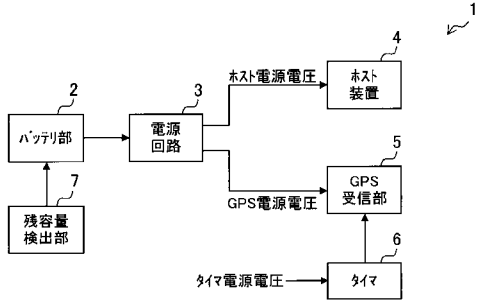 1
2
バッテリ部
3
電源
回路
ホスト電源電圧
4
ホスト
装置
7
残容量
検出部
GPS電源電圧
5
GPS
受信部
6
タイマ電源電圧
タイマ